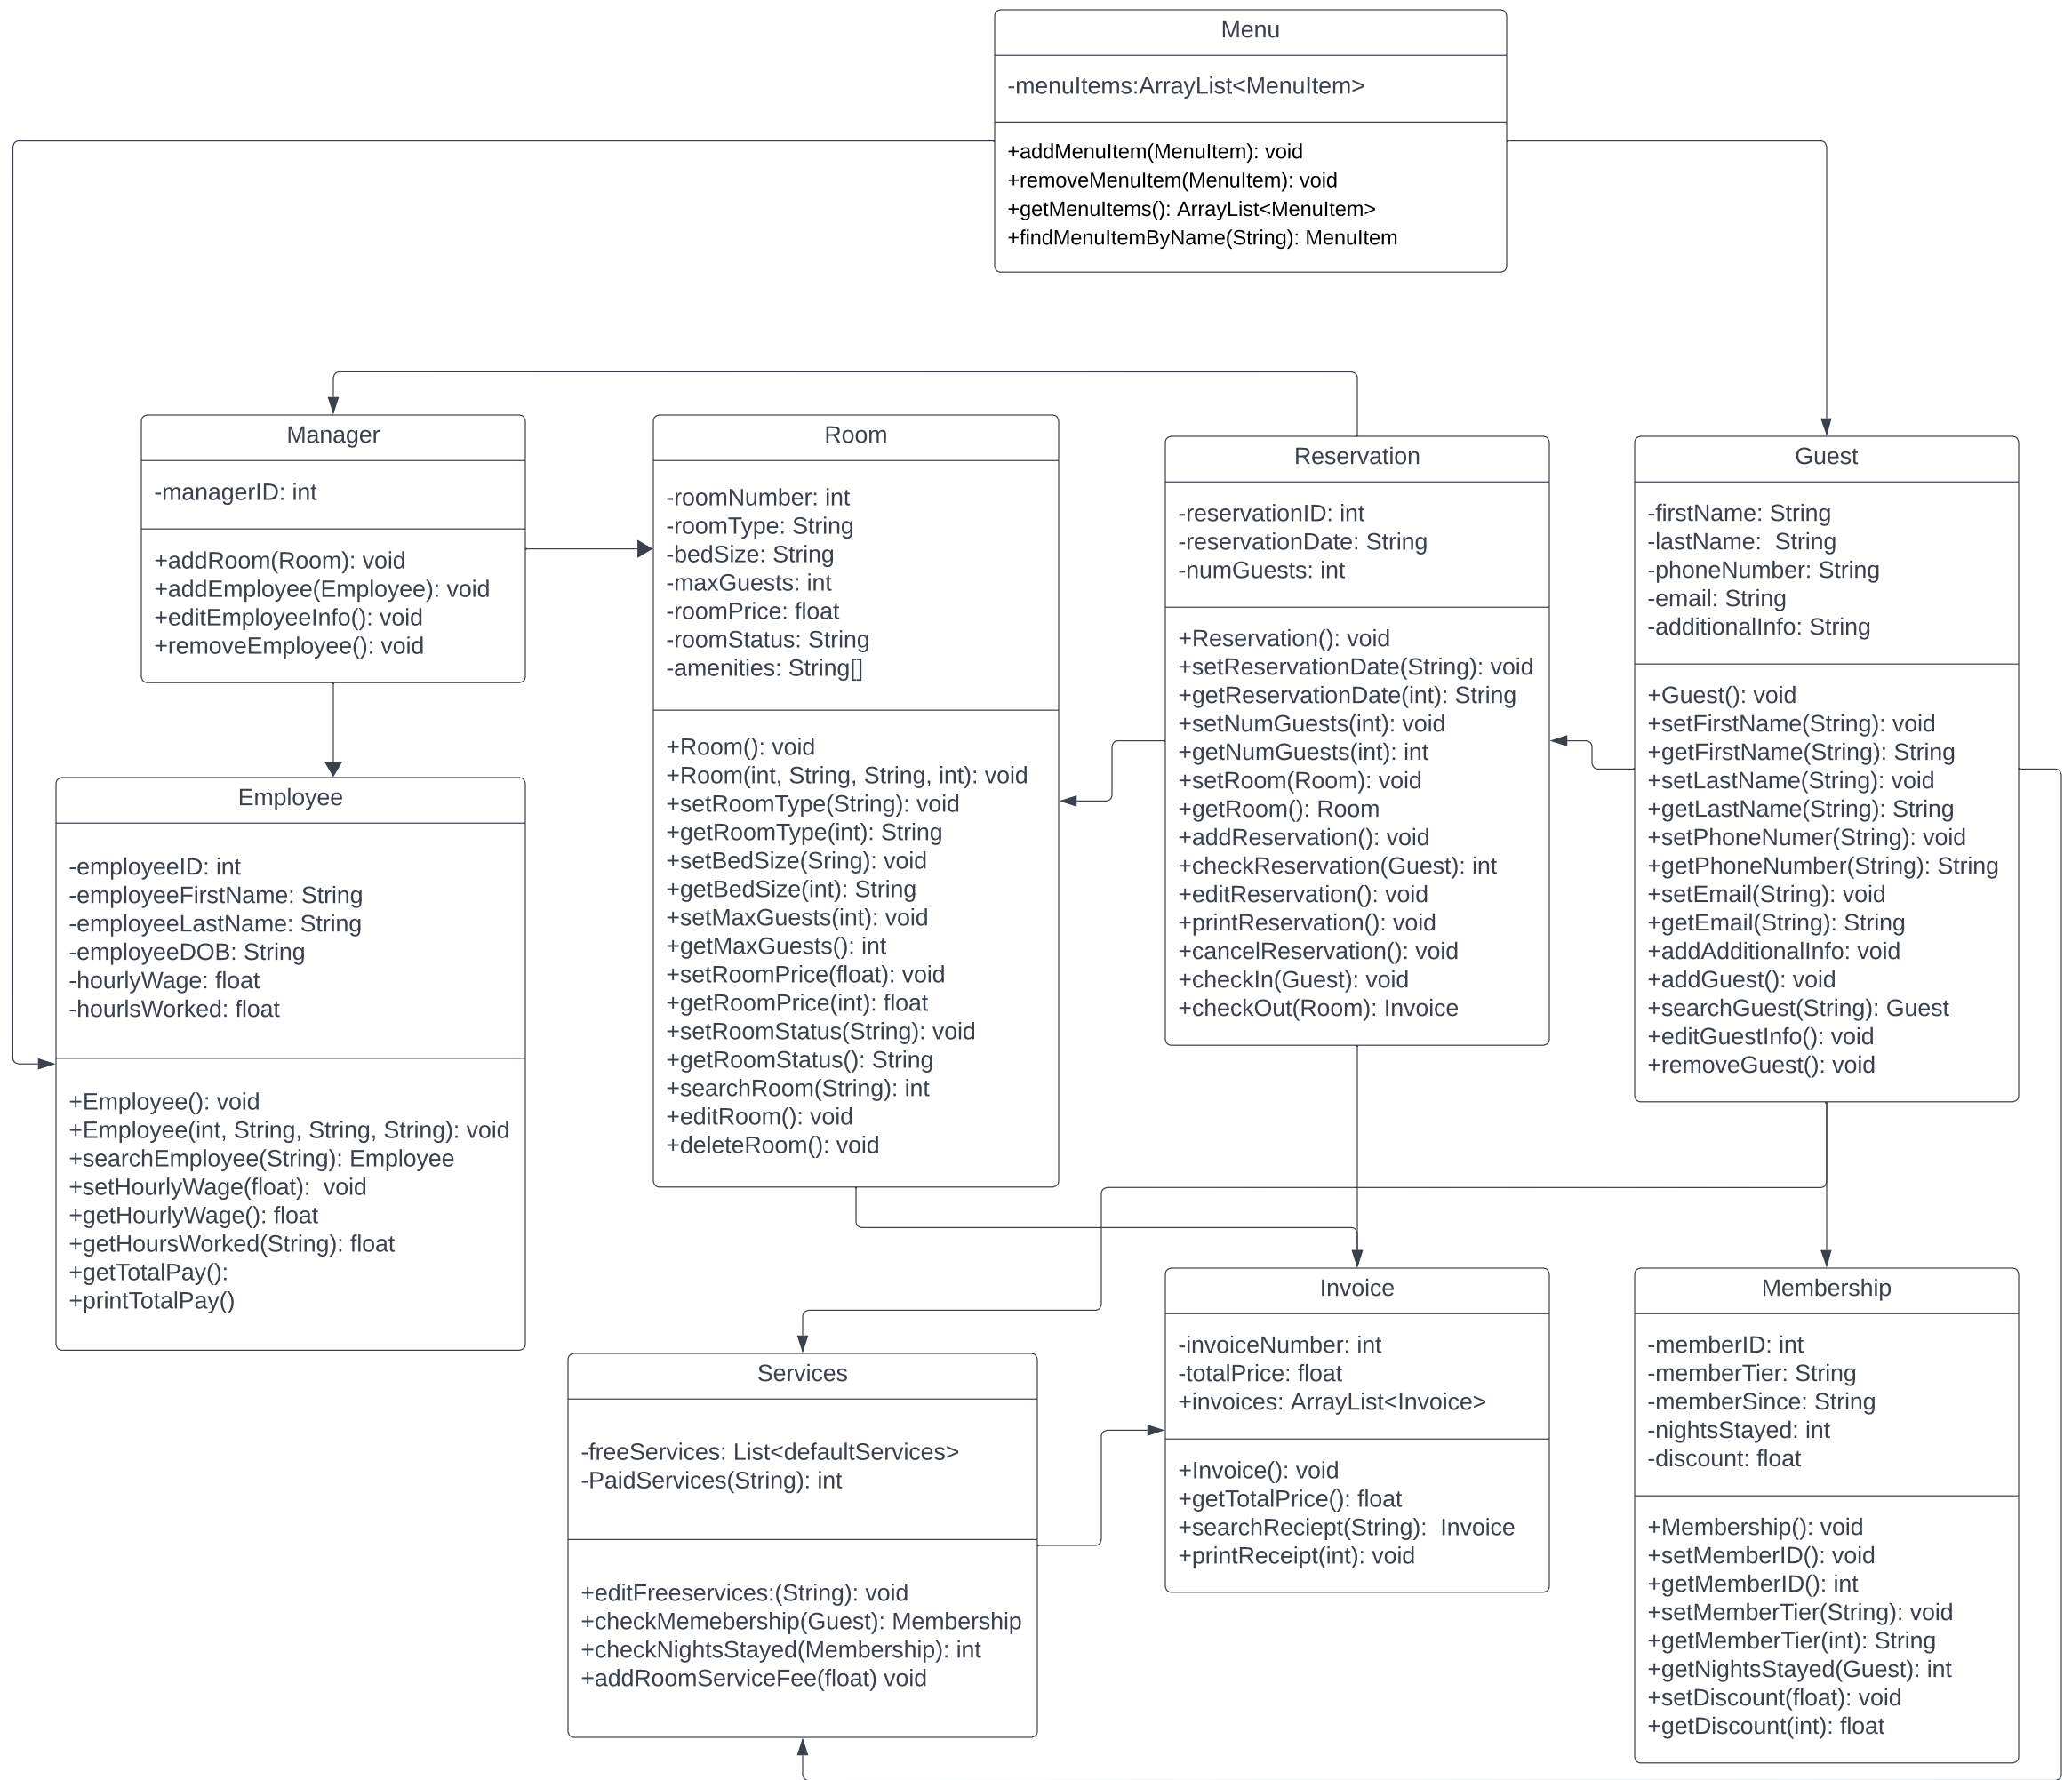 Menu
-menuItems:ArrayList<MenuItem>
+addMenuItem(MenuItem): void
+removeMenuItem(MenuItem): void
+getMenuItems(): ArrayList<MenuItem>
+findMenuItemByName(String): MenuItem
Manager
-managerID: int
+addRoom(Room): void
+addEmployee(Employee): void
+editEmployeeInfo(): void
+removeEmployee(): void
Room
-roomNumber: int
-roomType: String
-bedSize: String
-maxGuests: int
-roomPrice: float
-roomStatus: String
-amenities: String[]
+Room(): void
+Room(int, String, String, int): void
+setRoomType(String): void
+getRoomType(int): String
+setBedSize(Sring): void
+getBedSize(int): String
+setMaxGuests(int): void
+getMaxGuests(): int
+setRoomPrice(float): void
+getRoomPrice(int): float
+setRoomStatus(String): void
+getRoomStatus(): String
+searchRoom(String): int
+editRoom(): void
+deleteRoom(): void
Reservation
-reservationID: int
-reservationDate: String
-numGuests: int
+Reservation(): void
+setReservationDate(String): void
+getReservationDate(int): String
+setNumGuests(int): void
+getNumGuests(int): int
+setRoom(Room): void
+getRoom(): Room
+addReservation(): void
+checkReservation(Guest): int
+editReservation(): void
+printReservation(): void
+cancelReservation(): void
+checkIn(Guest): void
+checkOut(Room): Invoice
Guest
-firstName: String
-lastName:  String
-phoneNumber: String
-email: String
-additionalInfo: String
+Guest(): void
+setFirstName(String): void
+getFirstName(String): String
+setLastName(String): void
+getLastName(String): String
+setPhoneNumer(String): void
+getPhoneNumber(String): String
+setEmail(String): void
+getEmail(String): String
+addAdditionalInfo: void
+addGuest(): void
+searchGuest(String): Guest
+editGuestInfo(): void
+removeGuest(): void
Employee
-employeeID: int
-employeeFirstName: String
-employeeLastName: String
-employeeDOB: String
-hourlyWage: float
-hourlsWorked: float
+Employee(): void
+Employee(int, String, String, String): void
+searchEmployee(String): Employee
+setHourlyWage(float):  void
+getHourlyWage(): float
+getHoursWorked(String): float
+getTotalPay():
+printTotalPay()
Services
-freeServices: List<defaultServices>
-PaidServices(String): int
+editFreeservices:(String): void
+checkMemebership(Guest): Membership
+checkNightsStayed(Membership): int
+addRoomServiceFee(float) void
Invoice
-invoiceNumber: int
-totalPrice: float
+invoices: ArrayList<Invoice>
+Invoice(): void
+getTotalPrice(): float
+searchReciept(String):  Invoice
+printReceipt(int): void
Membership
-memberID: int
-memberTier: String
-memberSince: String
-nightsStayed: int
-discount: float
+Membership(): void
+setMemberID(): void
+getMemberID(): int
+setMemberTier(String): void
+getMemberTier(int): String
+getNightsStayed(Guest): int
+setDiscount(float): void
+getDiscount(int): float